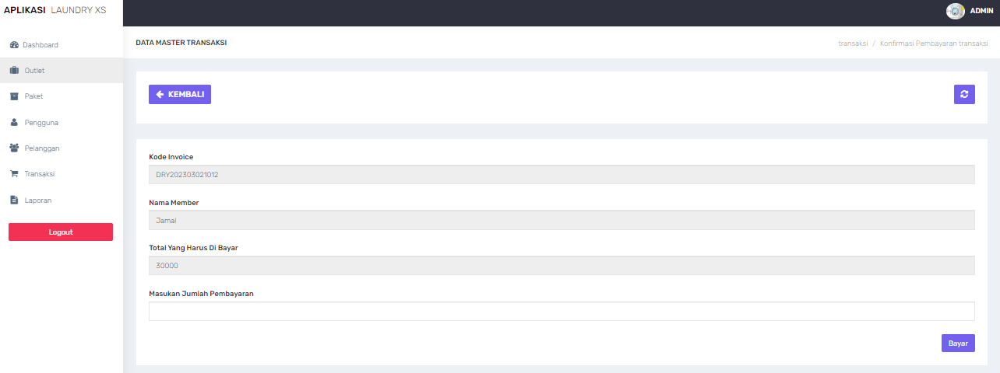 APLIKASI LAUNDRY XS
ADMIN
Dashboard
Outlet
Paket
Pengguna
Pelanggan
Transaksi
Laporan
Logout
DATA MASTER TRANSAKSI
transaksi / Konfirmasi Pembayaran transaksi
KEMBALI
Kode Invoice
DRY202303021012
Nama Member
Jamal
Total Yang Harus Di Bayar
30000
Masukan Jumlah Pembayaran
Bayar